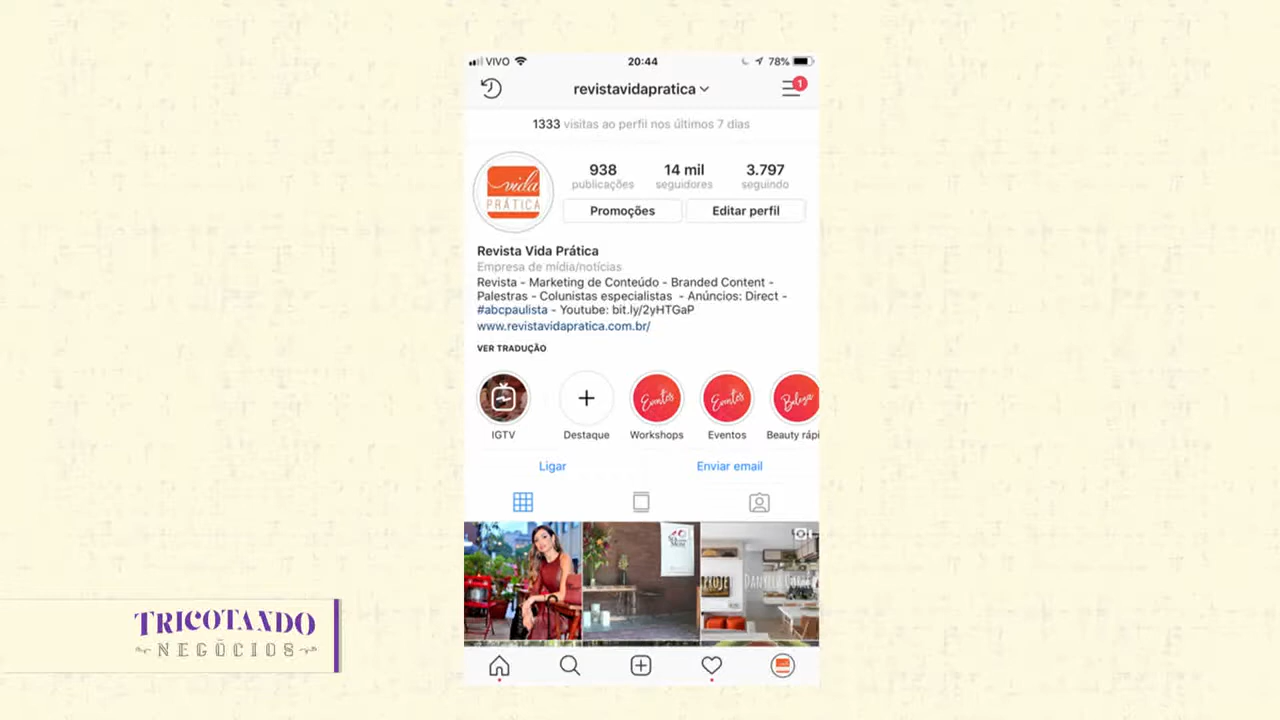 VIVO
20:44
78%
revistavidapratica
1
1333 visitas ao perfil nos últimos 7 dias
vida
PRÁTICA
938
publicações
14 mil
seguidores
3.797
seguindo
Promoções
Editar perfil
Revista Vida Prática
Empresa de mídia/notícias
Revista - Marketing de Conteúdo - Branded Content -
Palestras - Colunistas especialistas - Anúncios: Direct -
#abcpaulista - Youtube: bit.ly/2yHTGaP
www.revistavidapratica.com.br/
VER TRADUÇÃO
Eventos
Eventos
Beleza
IGTV
Destaque
Workshops
Eventos
Beauty rápi
Ligar
Enviar email
TRICOTANDO
NEGÓCIOS